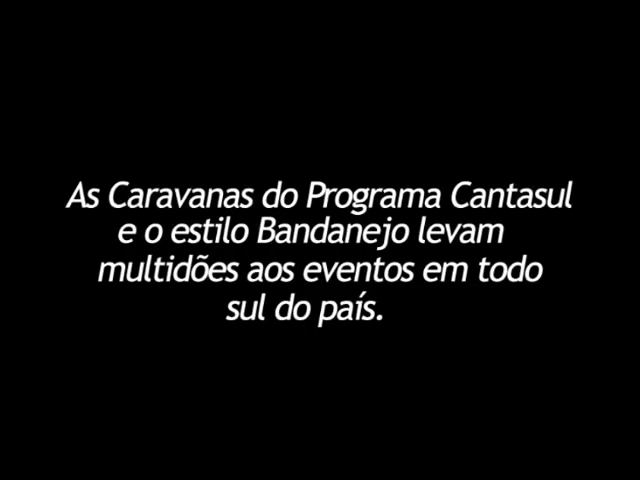 As Caravanas do Programa Cantasul
e o estilo Bandanejo levam
multidões aos eventos em todo
sul do país.